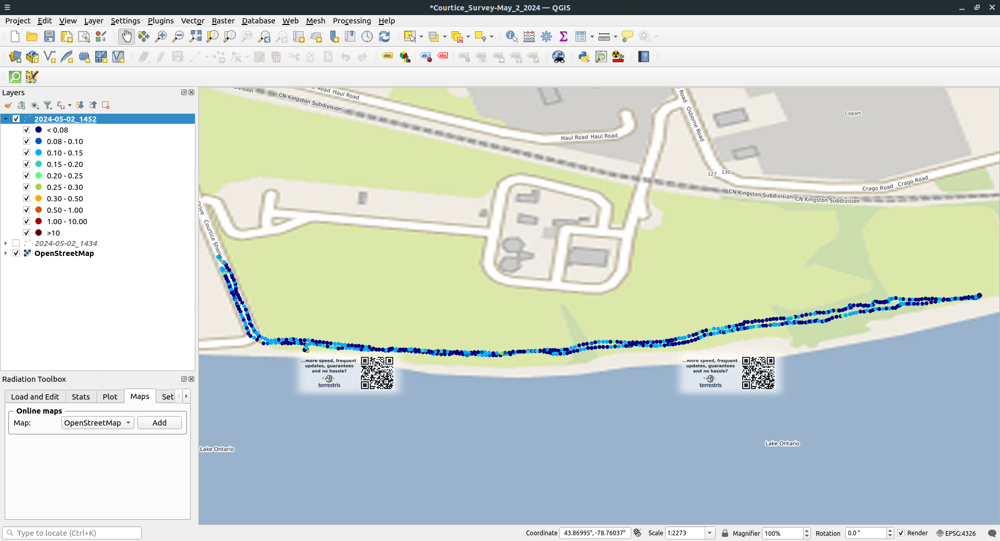 *Courtice_Survey-May_2_2024 — QGIS
Project Edit View Layer Settings Plugins Vector Raster Database Web Mesh Processing Help
Layers
2024-05-02_1452
< 0.08
0.08 - 0.10
0.10 - 0.15
0.15 - 0.20
0.20 - 0.25
0.25 - 0.30
0.30 - 0.50
0.50 - 1.00
1.00 - 10.00
>10
2024-05-02_1434
OpenStreetMap
Radiation Toolbox
Load and Edit Stats Plot Maps Set
Online maps
Map: OpenStreetMap Add
Type to locate (Ctrl+K)
Road Haul Road
CN Kingston Subdivision
Haul Road Haul Road
Road Osborne Road
Copart
127 130
Crago Road Crago Road
CN Kingston Subdivision CN Kingston Subdivision
Drive Courtice Shores
...more speed, frequent
updates, guarantees
and no hassle?
terrestris
...more speed, frequent
updates, guarantees
and no hassle?
terrestris
Lake Ontario
Lake Ontario
Coordinate 43.86995°,-78.76037° Scale 1:2273 Magnifier 100% Rotation 0.0 ° Render EPSG:4326